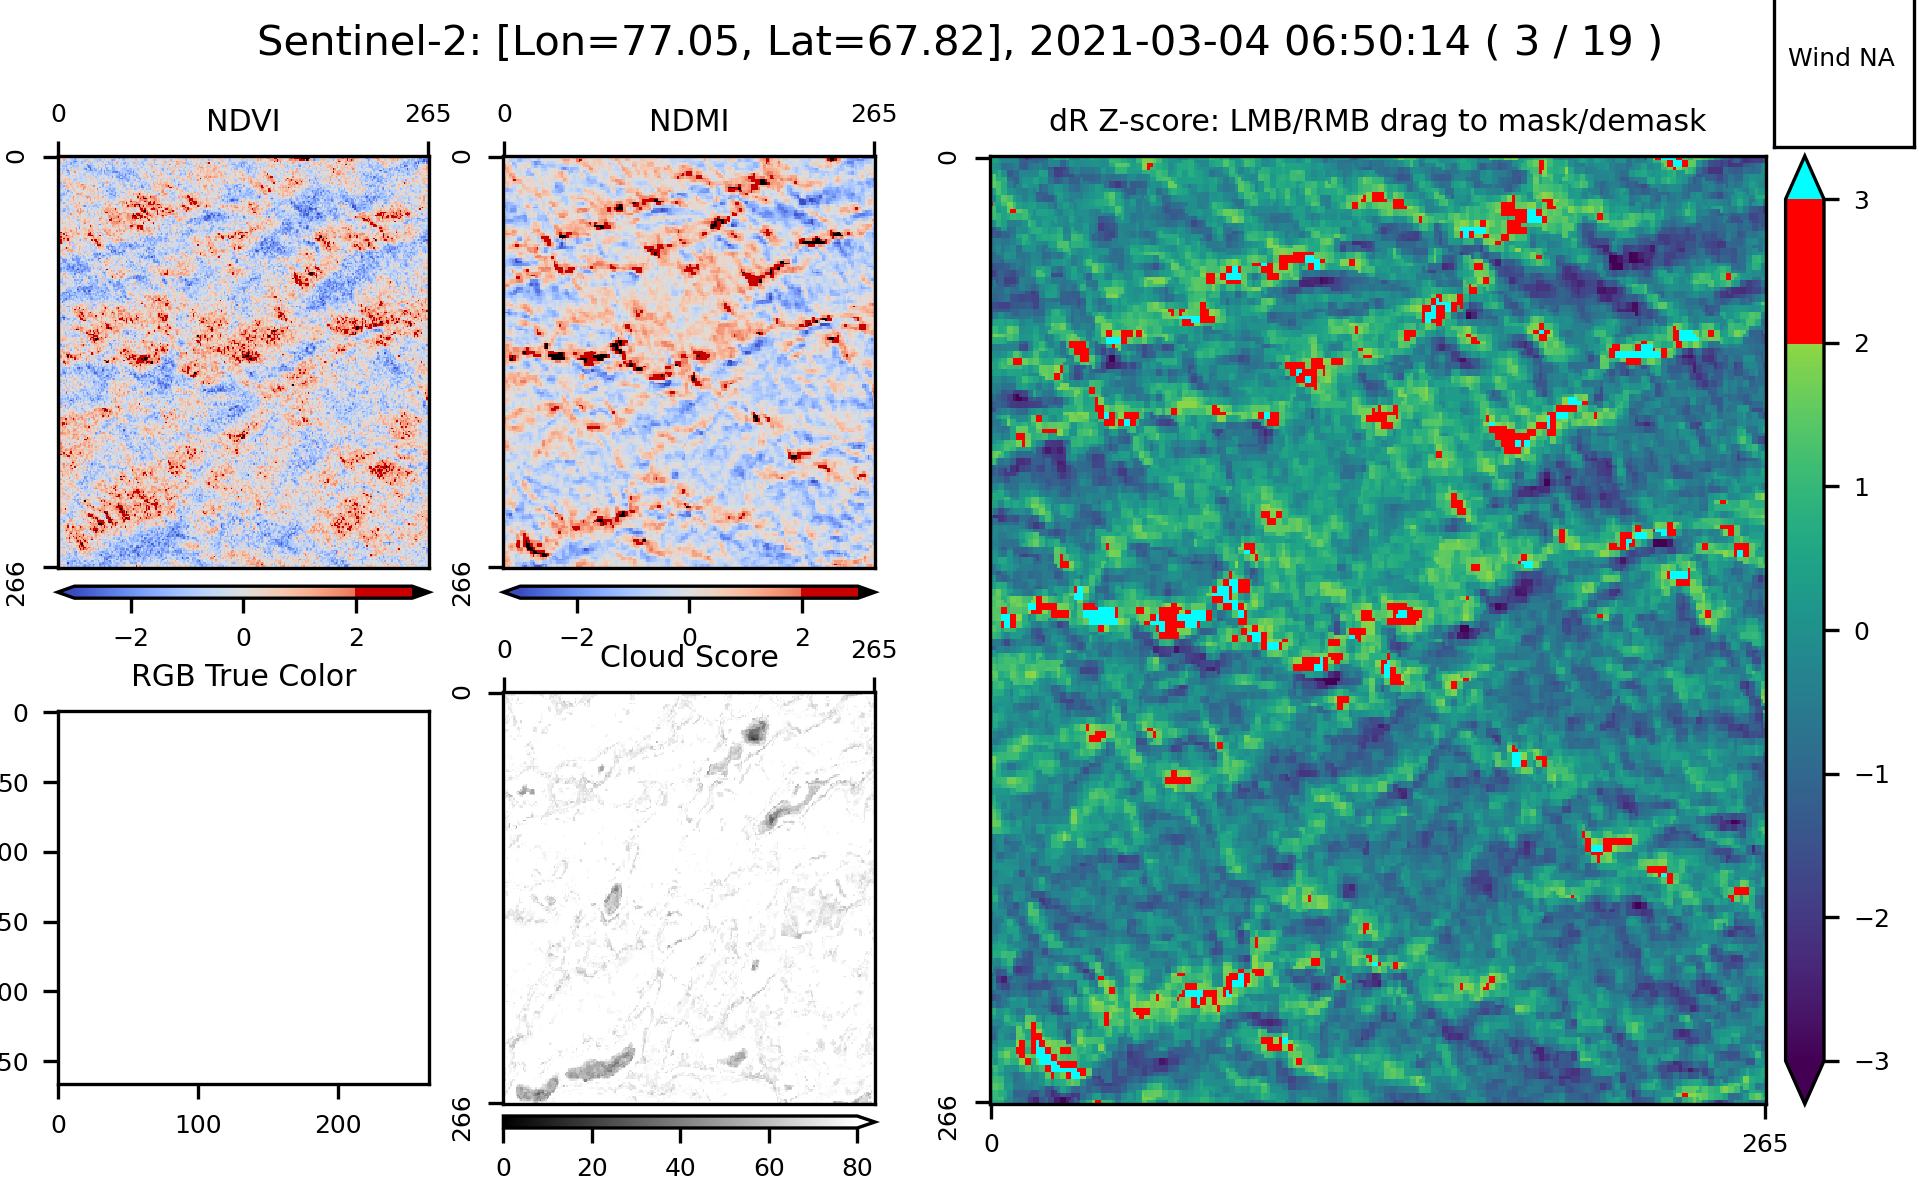 Sentinel-2: [Lon=77.05, Lat=67.82], 2021-03-04 06:50:14 ( 3 / 19 )
Wind NA
0 NDVI 265
0 NDMI 265
dR Z-score: LMB/RMB drag to mask/demask
0
0
0
3
2
1
0
−1
−2
−3
266
266
−2 0 2
−2 0 2
RGB True Color
0 Cloud Score 265
0
50
00
50
00
50
0 100 200
0
266
0 20 40 60 80
266
0 265